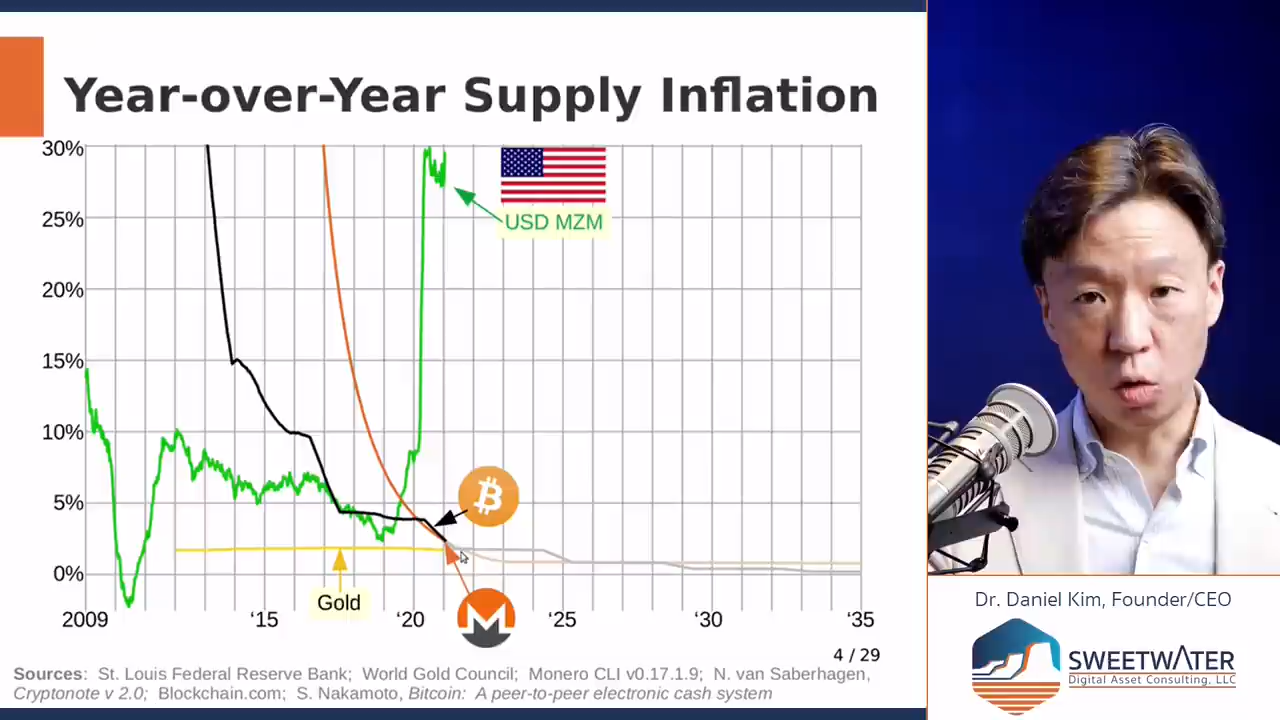 Year-over-Year Supply Inflation
30%
25%
20%
15%
10%
5%
0%
USD MZM
Gold
2009
‘15
‘20
‘25
‘30
‘35
4 / 29
Sources: St. Louis Federal Reserve Bank; World Gold Council; Monero CLI v0.17.1.9; N. van Saberhagen,
Cryptonote v 2.0; Blockchain.com; S. Nakamoto, Bitcoin: A peer-to-peer electronic cash system
Dr. Daniel Kim, Founder/CEO
SWEETWATER
Digital Asset Consulting, LLC